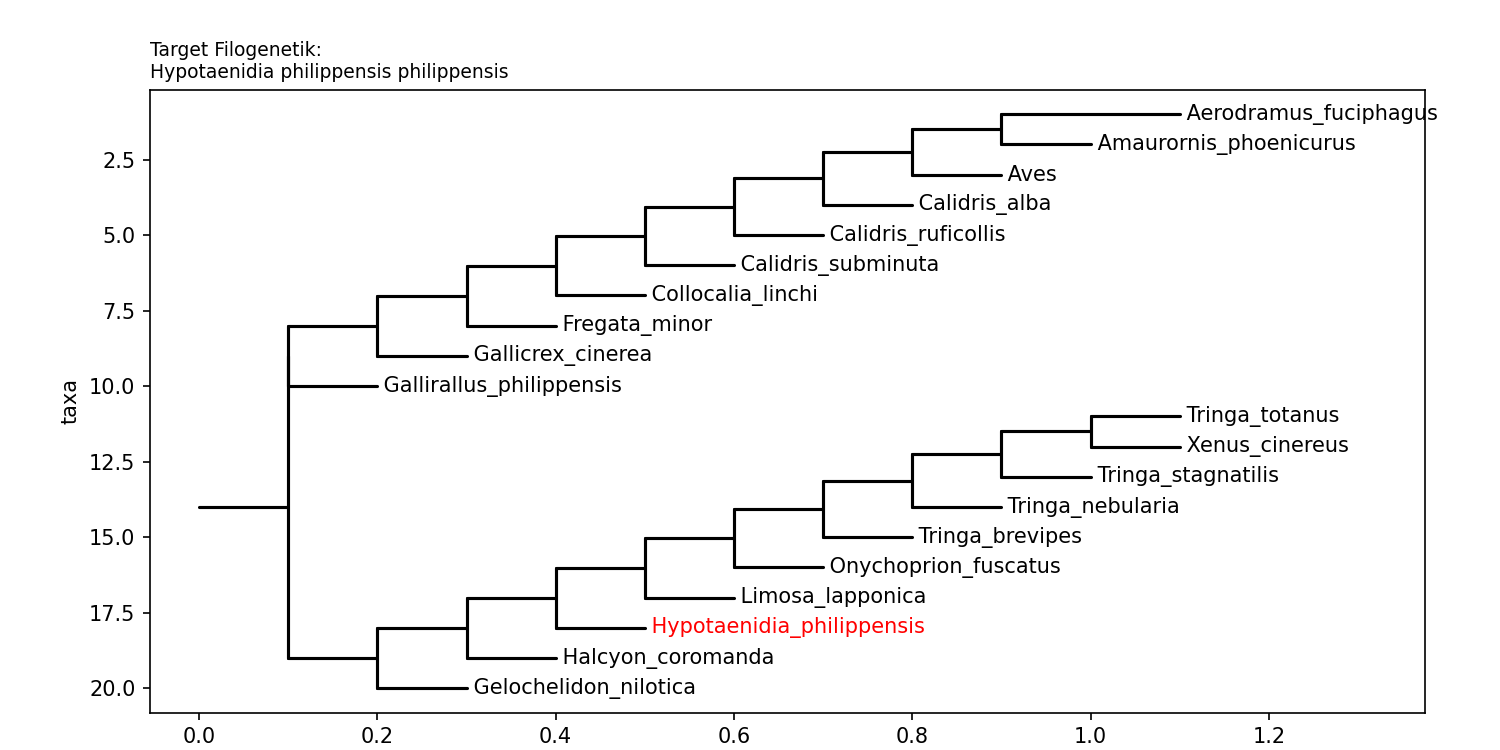 Target Filogenetik:
Hypotaenidia philippensis philippensis
Aerodramus_fuciphagus
Amaurornis_phoenicurus
2.5
Aves
Calidris_alba
5.0
Calidris_ruficollis
Calidris_subminuta
Collocalia_linchi
7.5
Fregata_minor
Gallicrex_cinerea
taxa
10.0
Gallirallus_philippensis
Tringa_totanus
Xenus_cinereus
12.5
Tringa_stagnatilis
Tringa_nebularia
15.0
Tringa_brevipes
Onychoprion_fuscatus
Limosa_lapponica
17.5
Hypotaenidia_philippensis
Halcyon_coromanda
20.0
Gelochelidon_nilotica
0.0 0.2 0.4 0.6 0.8 1.0 1.2